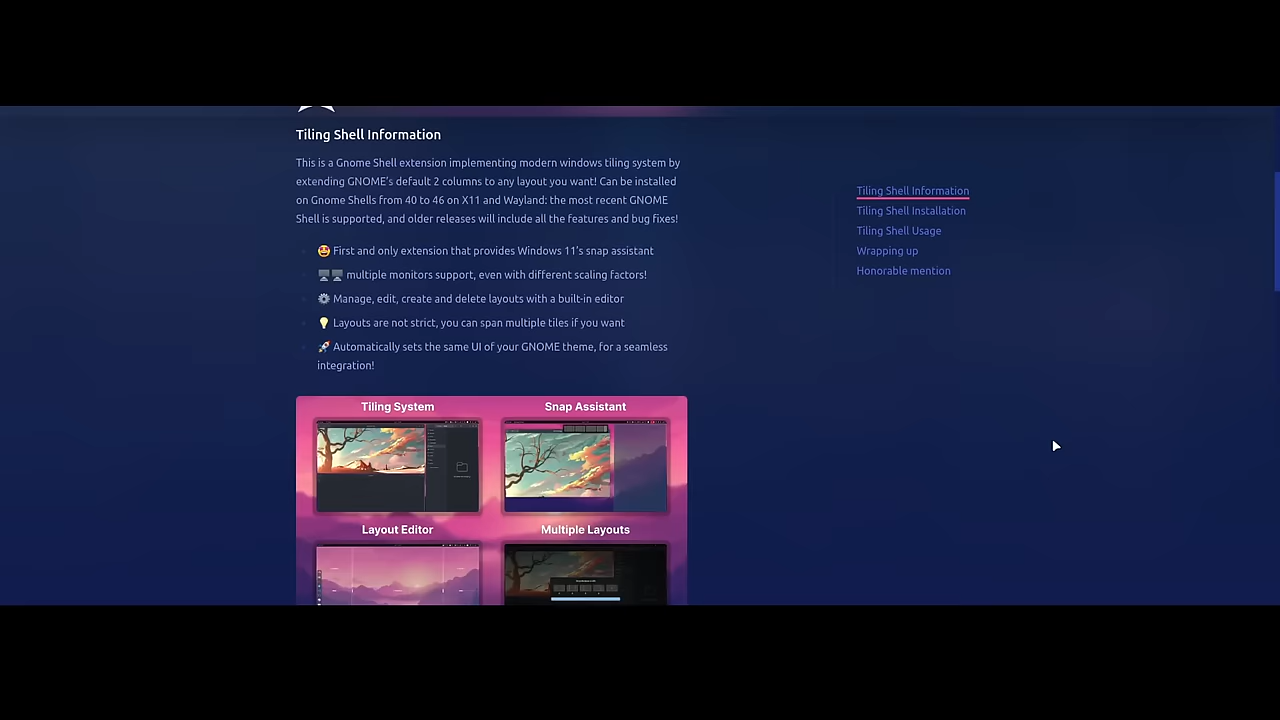 Tiling Shell Information
This is a Gnome Shell extension implementing modern windows tiling system by
extending GNOME's default 2 columns to any layout you want! Can be installed
on Gnome Shells from 40 to 46 on X11 and Wayland: the most recent GNOME
Shell is supported, and older releases will include all the features and bug fixes!
🤩 First and only extension that provides Windows 11's snap assistant
🖥️🖥️ multiple monitors support, even with different scaling factors!
⚙️ Manage, edit, create and delete layouts with a built-in editor
💡 Layouts are not strict, you can span multiple tiles if you want
🚀 Automatically sets the same UI of your GNOME theme, for a seamless
integration!
Tiling System
Snap Assistant
Layout Editor
Multiple Layouts
Tiling Shell Information
Tiling Shell Installation
Tiling Shell Usage
Wrapping up
Honorable mention